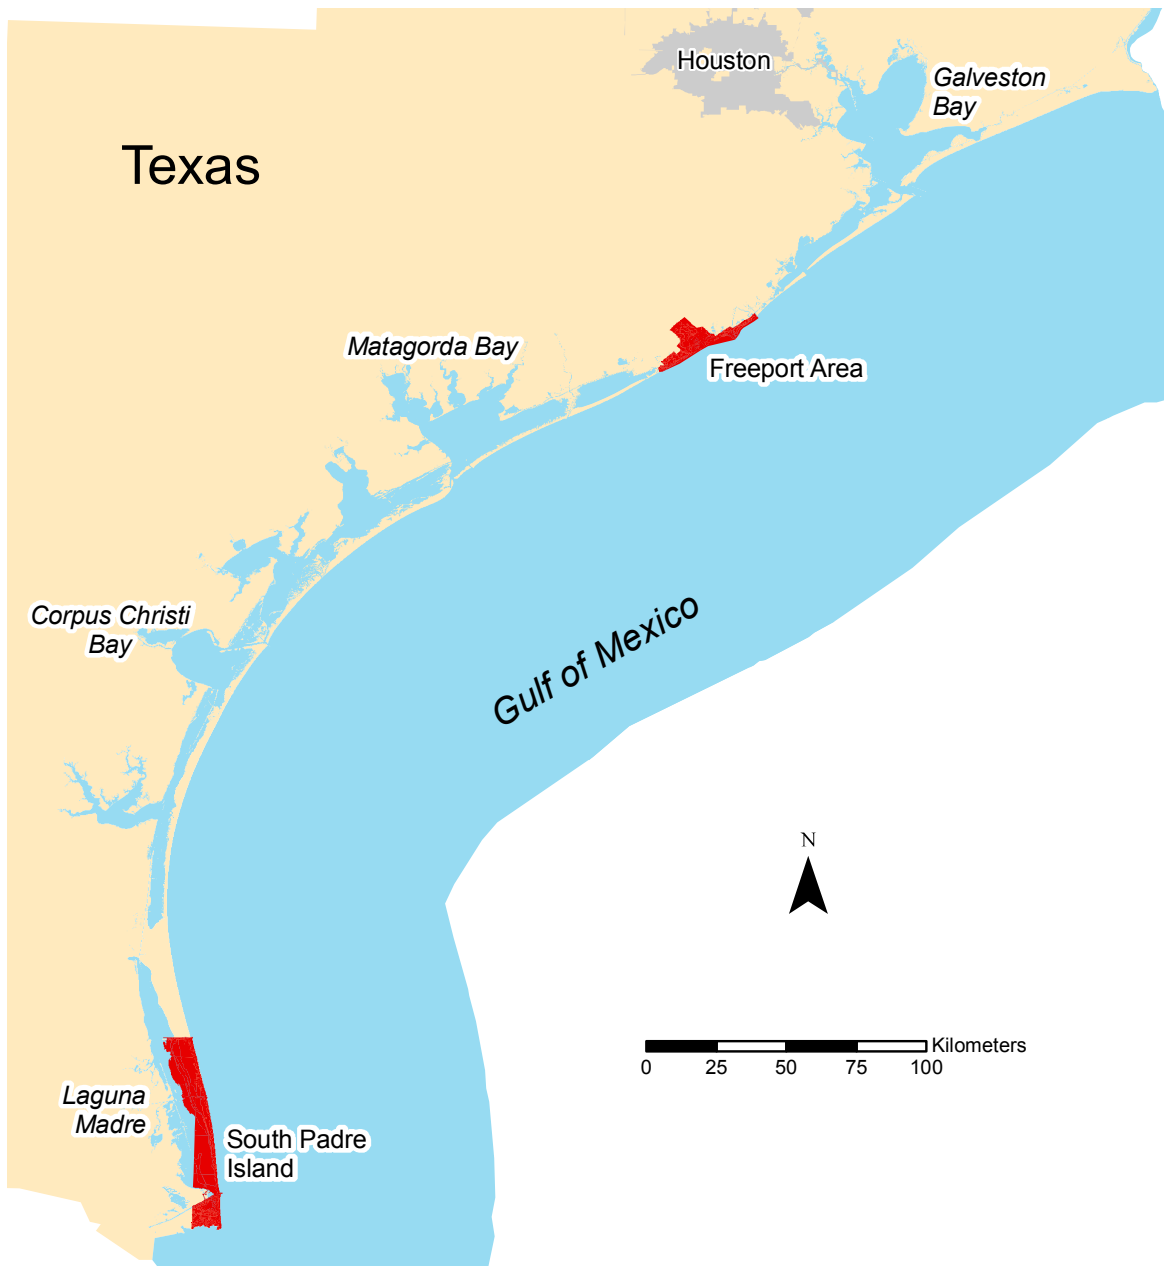 Houston
Galveston
Bay
Texas
Matagorda Bay
Freeport Area
Corpus Christi
Bay
Gulf of Mexico
N
Kilometers
0 25 50 75 100
Laguna
Madre
South Padre
Island